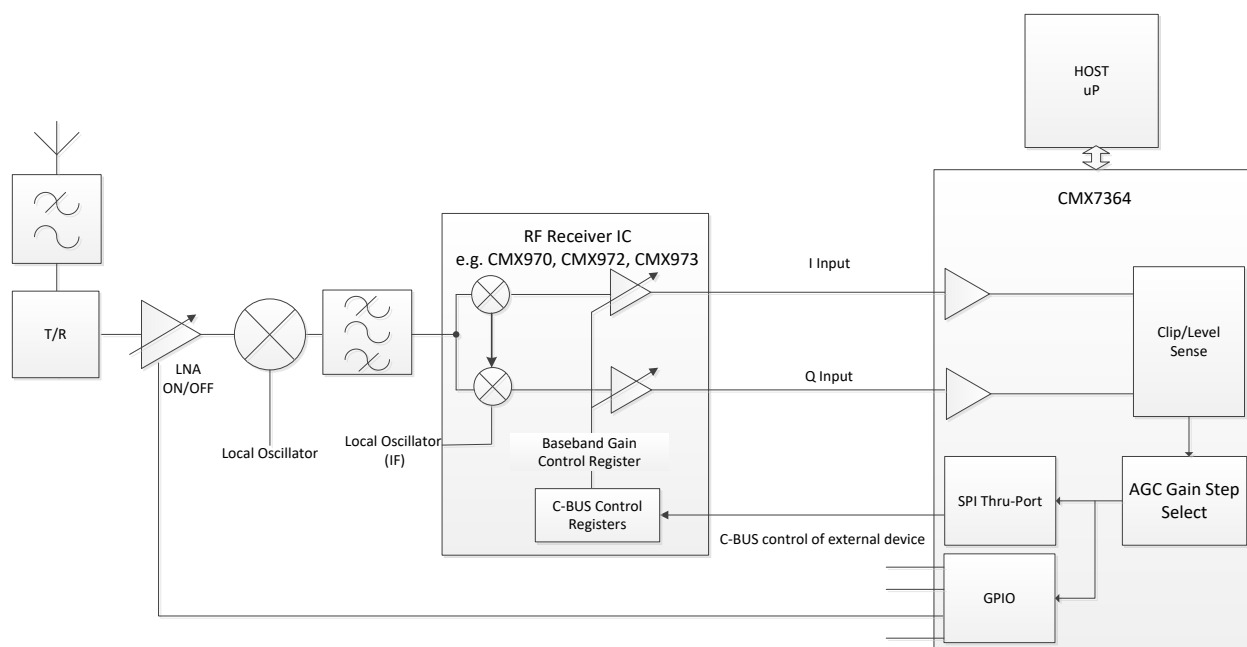 HOST
uP
CMX7364
RF Receiver IC
e.g. CMX970, CMX972, CMX973
I Input
T/R
Clip/Level
Sense
LNA
ON/OFF
Q Input
Local Oscillator
Local Oscillator
(IF)
Baseband Gain
Control Register
C-BUS Control
Registers
SPI Thru-Port
AGC Gain Step
Select
C-BUS control of external device
GPIO